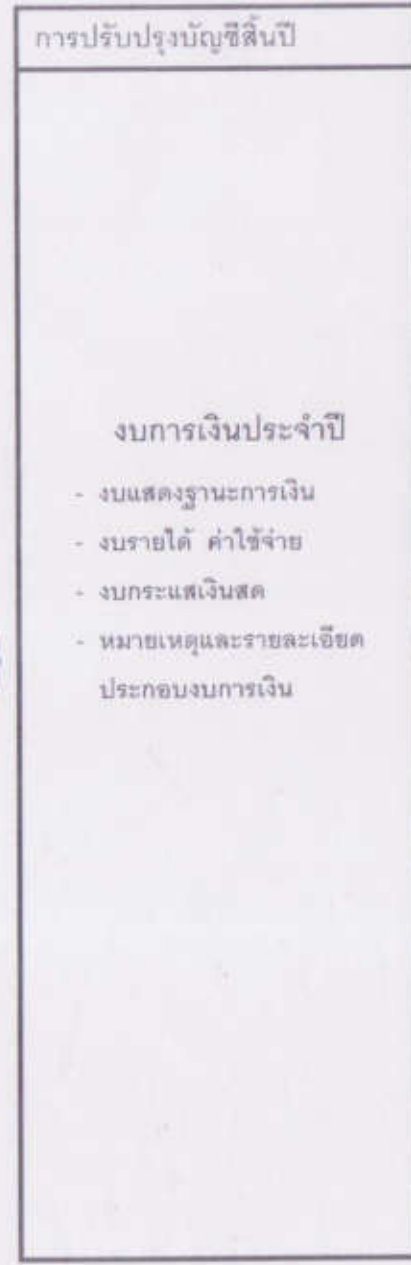 การปรับปรุงบัญชีสิ้นปี
งบการเงินประจำปี
- งบแสดงฐานะการเงิน
- งบรายได้ ค่าใช้จ่าย
- งบกระแสเงินสด
- หมายเหตุและรายละเอียด
ประกอบงบการเงิน